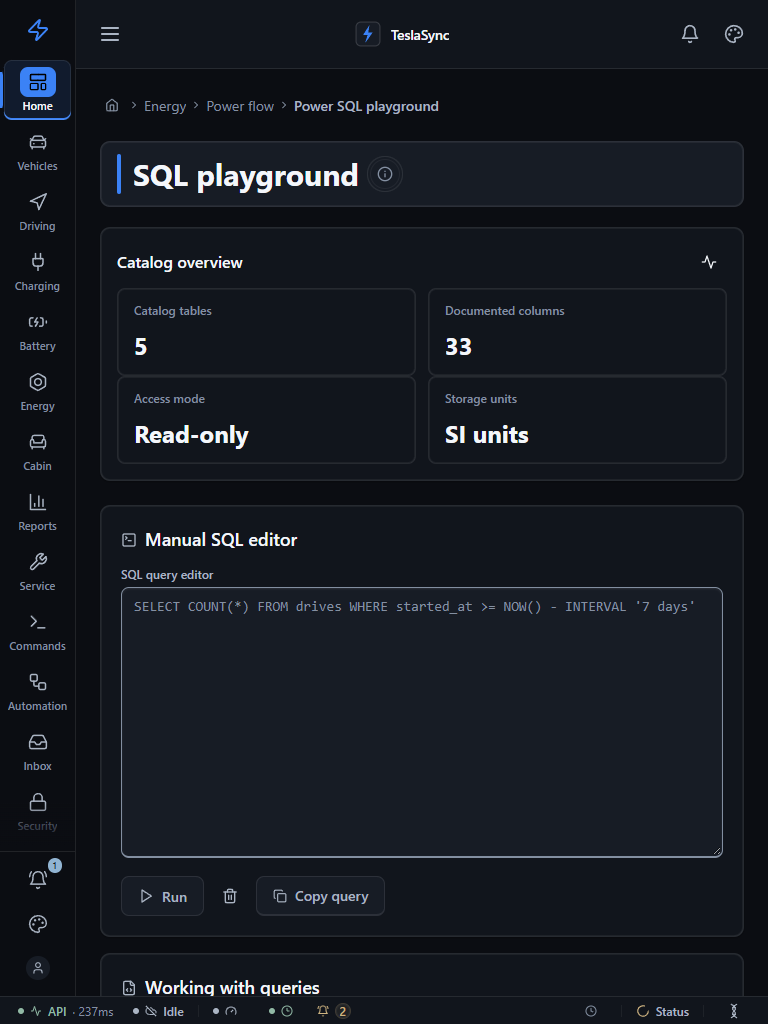 TeslaSync
Home
Vehicles
Driving
Charging
Battery
Energy
Cabin
Reports
Service
Commands
Automation
Inbox
Security
1
Energy > Power flow > Power SQL playground
SQL playground
Catalog overview
Catalog tables
5
Documented columns
33
Access mode
Read-only
Storage units
SI units
Manual SQL editor
SQL query editor
SELECT COUNT(*) FROM drives WHERE started_at >= NOW() - INTERVAL '7 days'
Run
Copy query
Working with queries
API · 237ms
Idle
2
Status